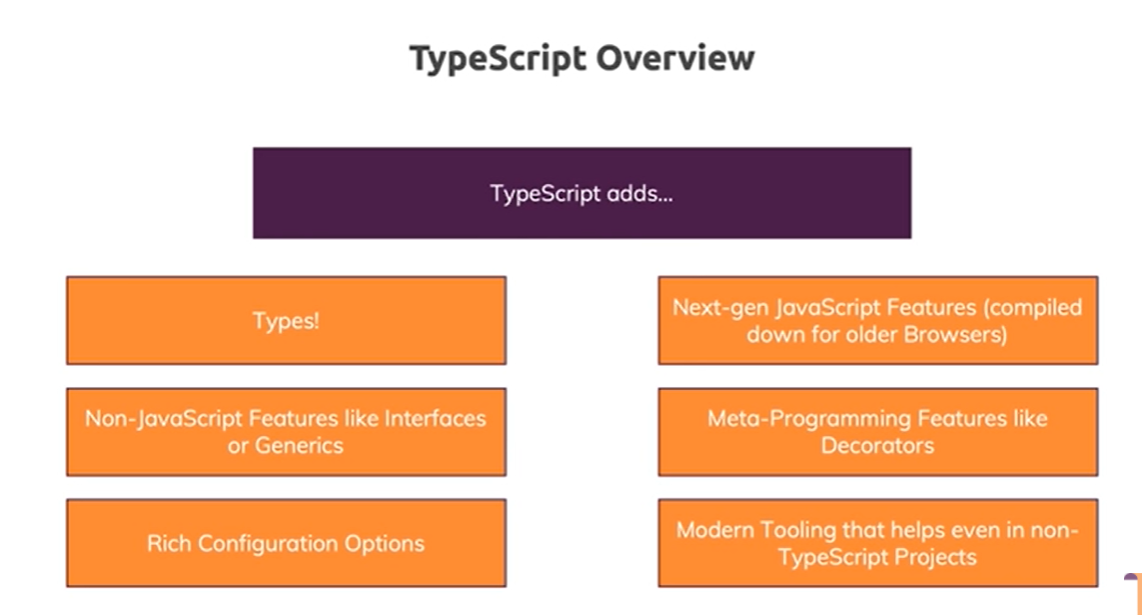 TypeScript Overview
TypeScript adds...
Types!
Next-gen JavaScript Features (compiled
down for older Browsers)
Non-JavaScript Features like Interfaces
or Generics
Meta-Programming Features like
Decorators
Rich Configuration Options
Modern Tooling that helps even in non-
TypeScript Projects